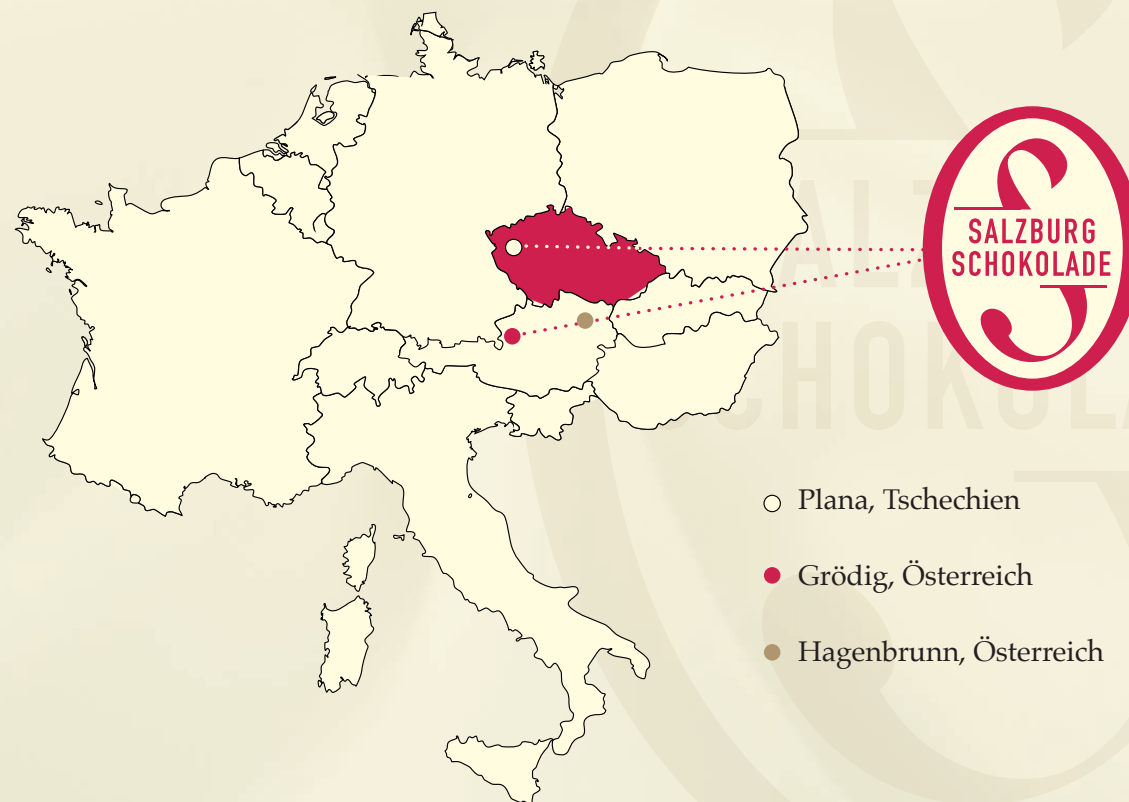 SALZBURG
SCHOKOLADE
Plana, Tschechien
Grödig, Österreich
Hagenbrunn, Österreich